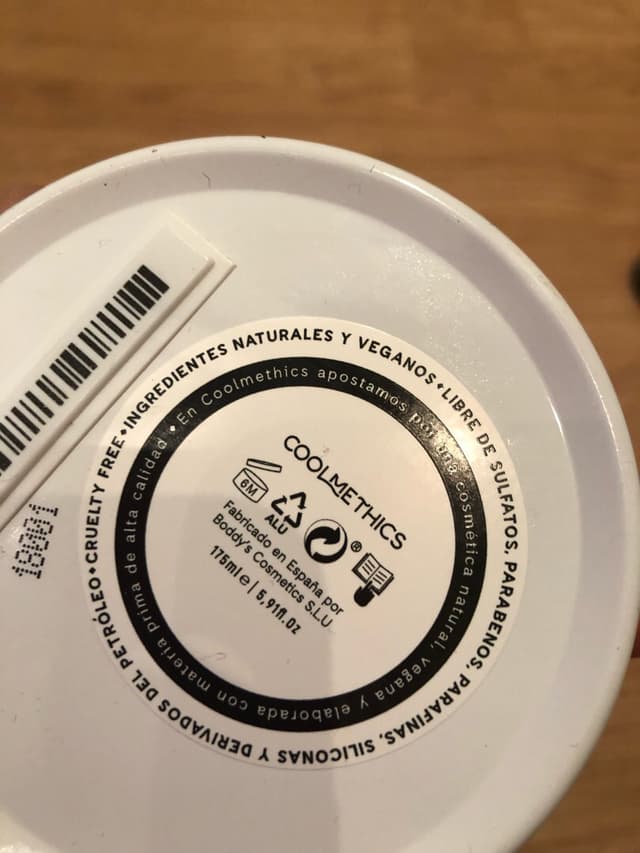 INGREDIENTES NATURALES Y VEGANOS • LIBRE DE SULFATOS, PARABENOS, PARAFINAS, SILICONAS Y DERIVADOS DEL PETRÓLEO • CRUELTY FREE •
En Coolmethics apostamos por una cosmética natural, vegana y elaborada con materia prima de alta calidad •
COOLMETHICS
6M
ALU
®
Fabricado en España por
Boddy's Cosmetics S.L.U
175ml e | 5,91fl.oz
18001